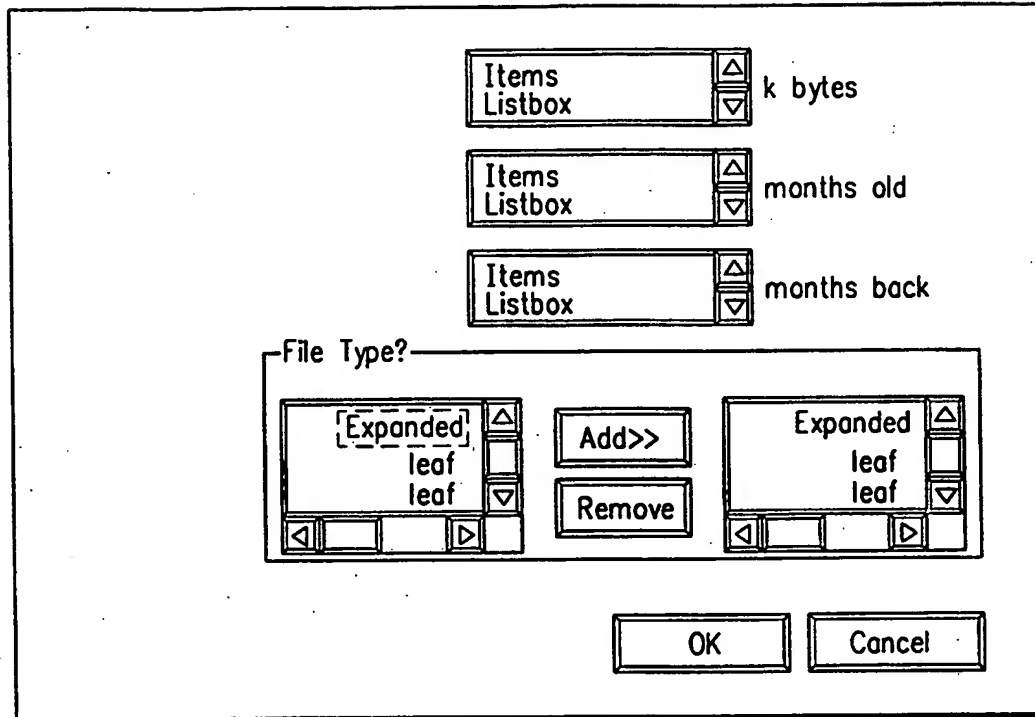 Items
Listbox
k bytes
Items
Listbox
months old
Items
Listbox
months back
File Type?
Expanded
leaf
leaf
Add>>
Remove
Expanded
leaf
leaf
OK
Cancel